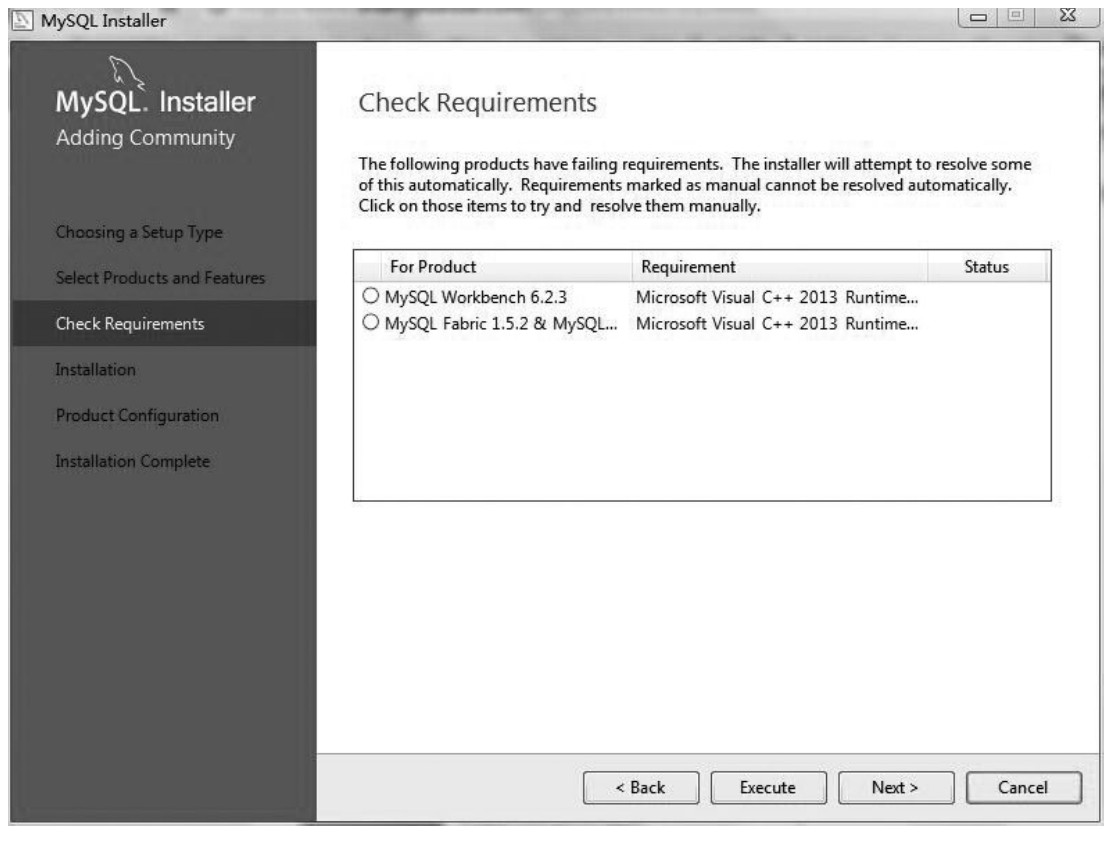 MySQL Installer
MySQL. Installer
Adding Community
Choosing a Setup Type
Select Products and Features
Check Requirements
Installation
Product Configuration
Installation Complete
Check Requirements
The following products have failing requirements. The installer will attempt to resolve some
of this automatically. Requirements marked as manual cannot be resolved automatically.
Click on those items to try and resolve them manually.
For Product Requirement Status
MySQL Workbench 6.2.3 Microsoft Visual C++ 2013 Runtime...
MySQL Fabric 1.5.2 & MySQL... Microsoft Visual C++ 2013 Runtime...
< Back Execute Next > Cancel